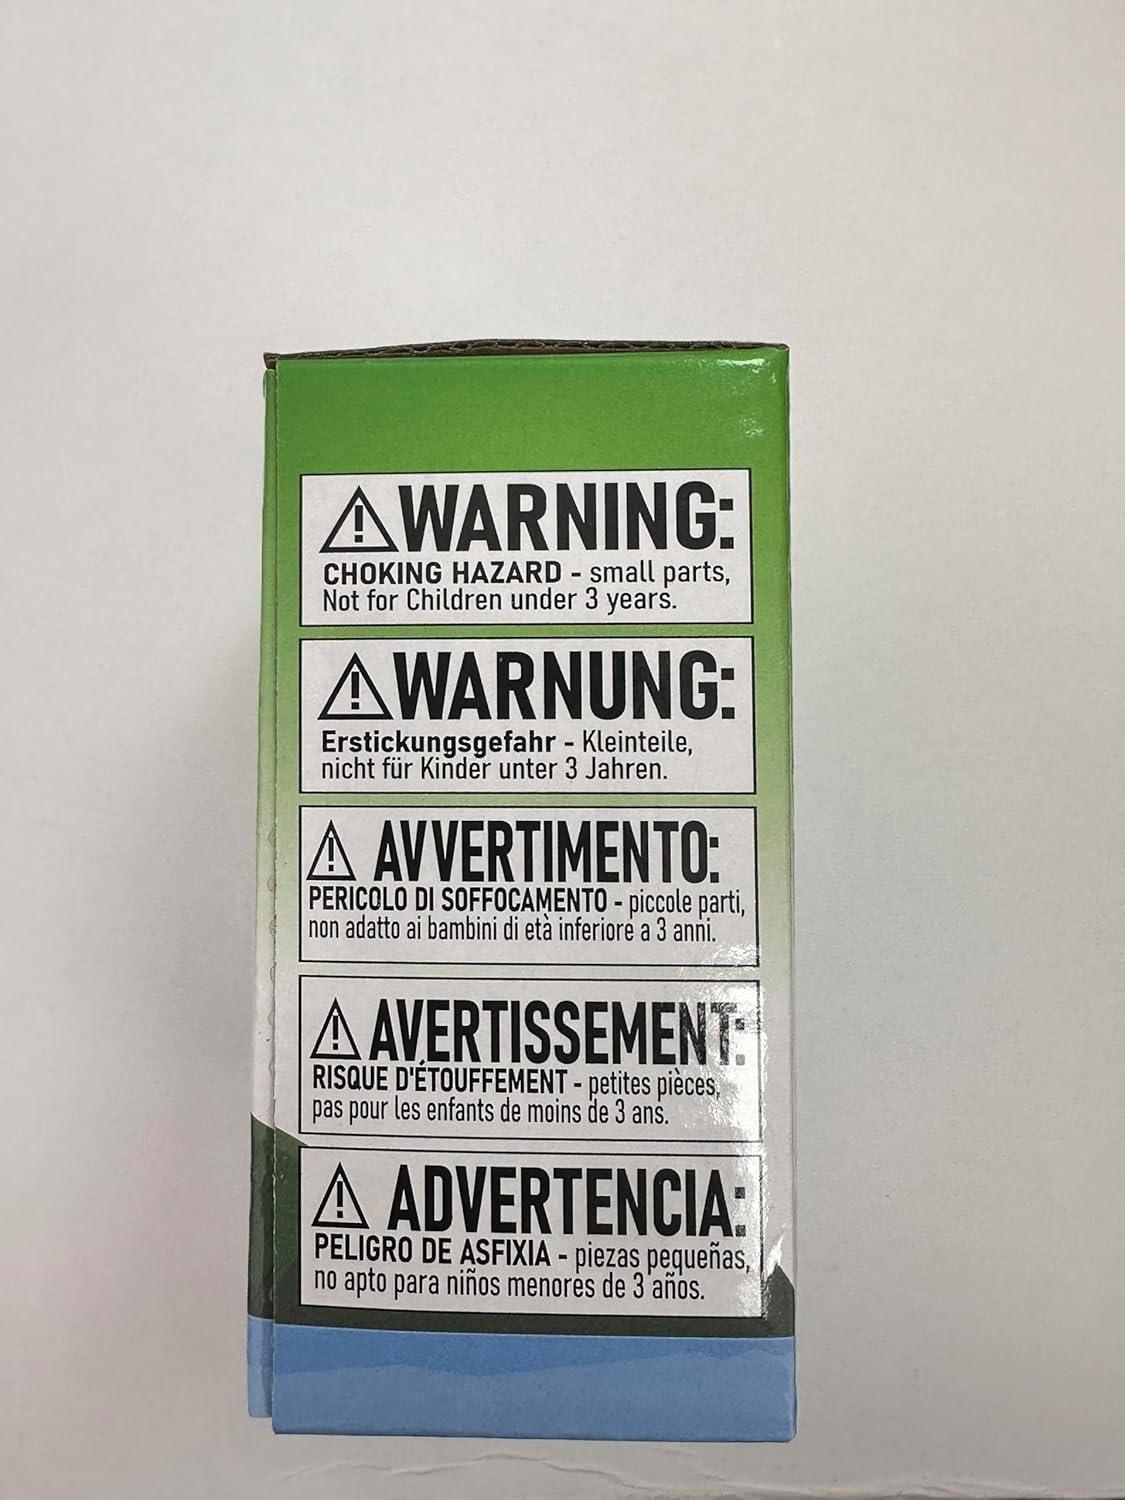 ⚠WARNING:
CHOKING HAZARD - small parts,
Not for Children under 3 years.
⚠WARNUNG:
Erstickungsgefahr - Kleinteile,
nicht für Kinder unter 3 Jahren.
⚠ AVVERTIMENTO:
PERICOLO DI SOFFOCAMENTO - piccole parti,
non adatto ai bambini di età inferiore a 3 anni.
⚠ AVERTISSEMENT:
RISQUE D'ÉTOUFFEMENT - petites pièces,
pas pour les enfants de moins de 3 ans.
⚠ ADVERTENCIA:
PELIGRO DE ASFIXIA - piezas pequeñas,
no apto para niños menores de 3 años.